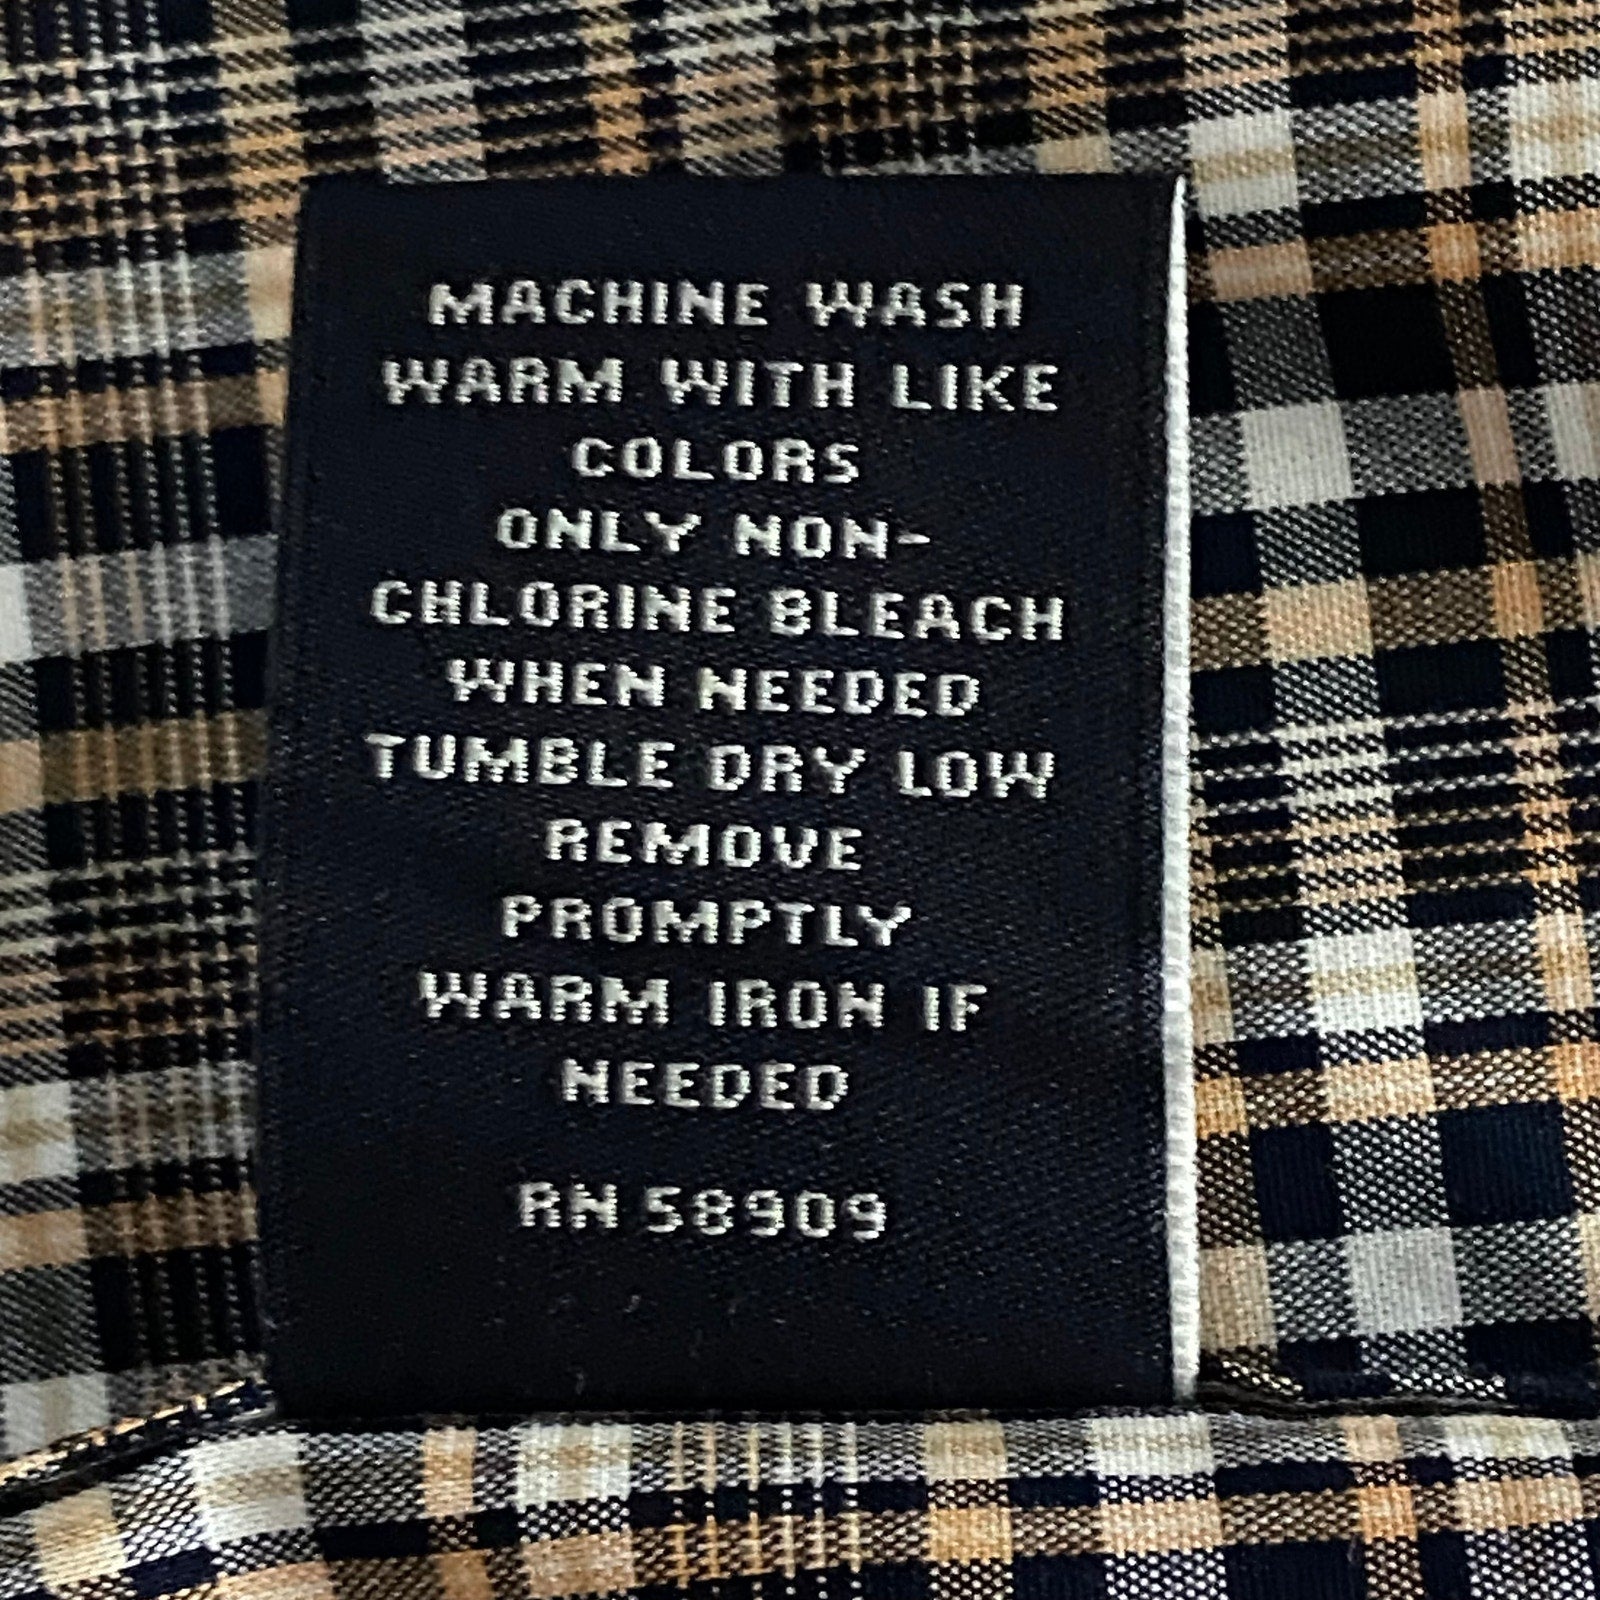 MACHINE WASH
WARM WITH LIKE
COLORS
ONLY NON-
CHLORINE BLEACH
WHEN NEEDED
TUMBLE DRY LOW
REMOVE
PROMPTLY
WARM IRON IF
NEEDED
RN 58909